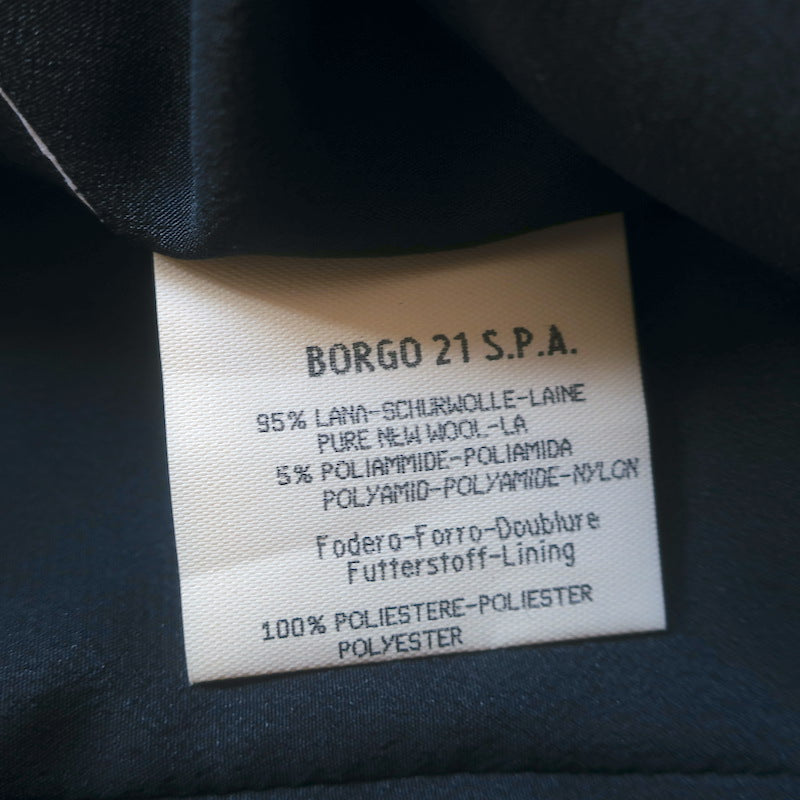 BORGO 21 S.P.A.
95% LANA-SCHURWOLLE-LAINE
PURE NEW WOOL-LA
5% POLIAMMIDE-POLIAMIDA
POLYAMID-POLYAMIDE-NYLON
Fodero-Forro-Doublure
Futterstoff-Lining
100% POLIESTERE-POLIESTER
POLYESTER